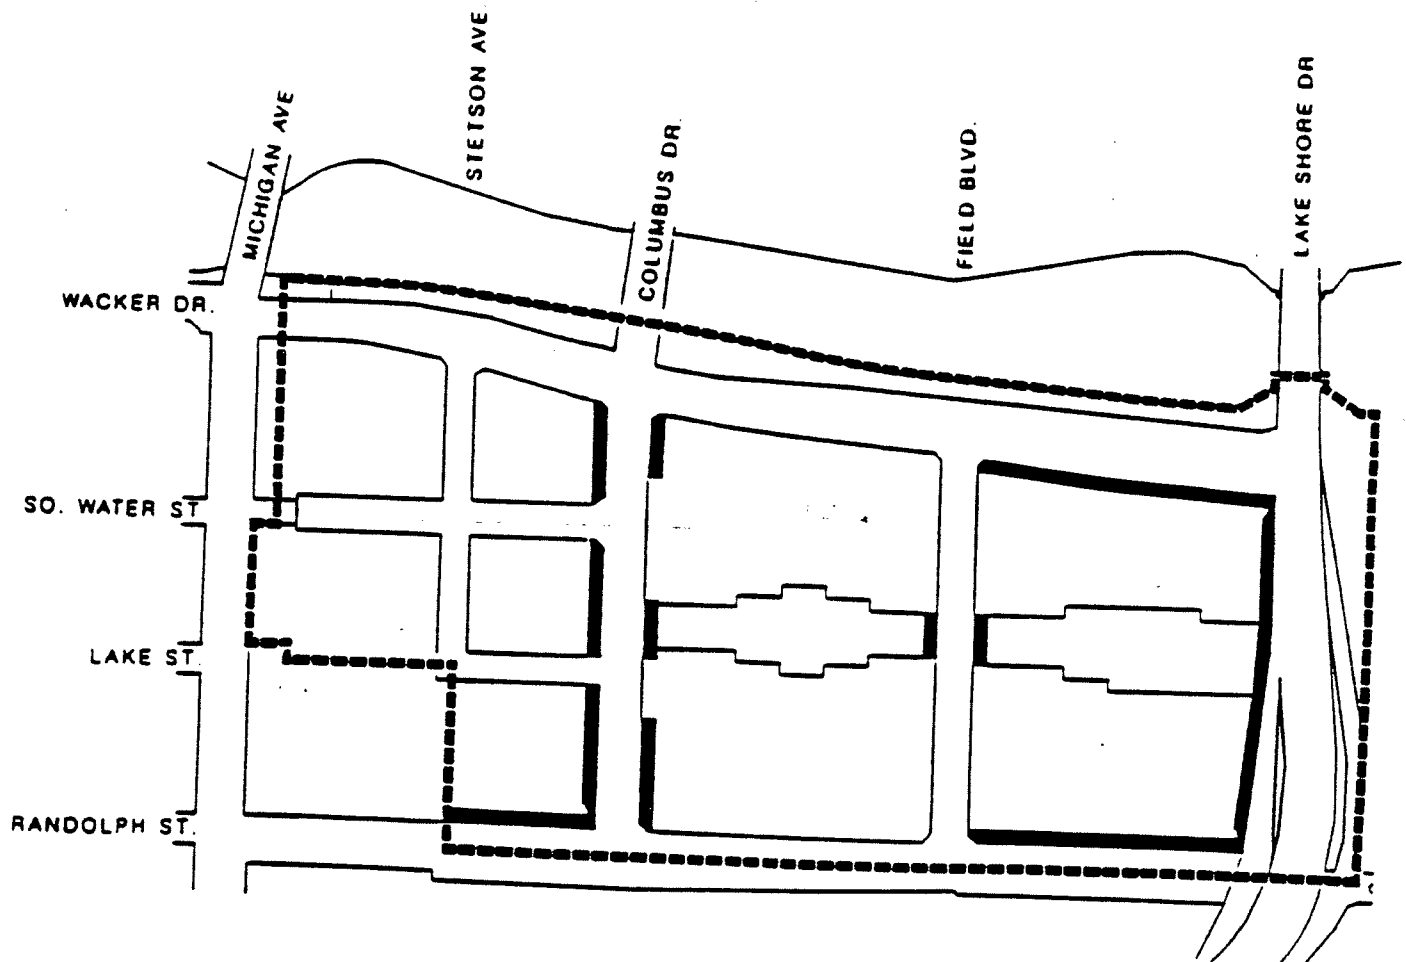 MICHIGAN AVE
STETSON AVE.
COLUMBUS DR.
FIELD BLVD.
LAKE SHORE DR
WACKER DR.
SO. WATER ST
LAKE ST.
RANDOLPH ST.